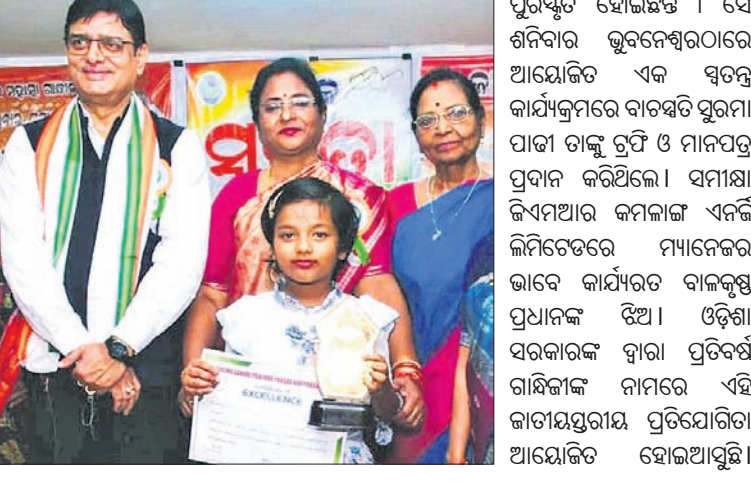 ମହାତ୍ମା ଗାନ୍ଧୀ
EXCELLENCE
ପୁରସ୍କୃତ ହୋଇଛନ୍ତି । ସେ
ଶନିବାର ଭୁବନେଶ୍ୱରଠାରେ
ଆୟୋଜିତ ଏକ ସ୍ୱତନ୍ତ୍ର
କାର୍ଯ୍ୟକ୍ରମରେ ବାଚସ୍ପତି ସୁରମା
ପାଢୀ ତାଙ୍କୁ ଟ୍ରଫି ଓ ମାନପତ୍ର
ପ୍ରଦାନ କରିଥିଲେ। ସମୀକ୍ଷା
ଜିଏମଆର କମଳାଙ୍ଗ ଏନର୍ଜି
ଲିମିଟେଡରେ ମ୍ୟାନେଜର
ଭାବେ କାର୍ଯ୍ୟରତ ବାଳକୃଷ୍ଣ
ପ୍ରଧାନଙ୍କ ଝିଅ। ଓଡ଼ିଶା
ସରକାରଙ୍କ ଦ୍ୱାରା ପ୍ରତିବର୍ଷ
ଗାନ୍ଧିଜୀଙ୍କ ନାମରେ ଏହି
ଜାତୀୟସ୍ତରୀୟ ପ୍ରତିଯୋଗିତା
ଆୟୋଜିତ ହୋଇଆସୁଛି।